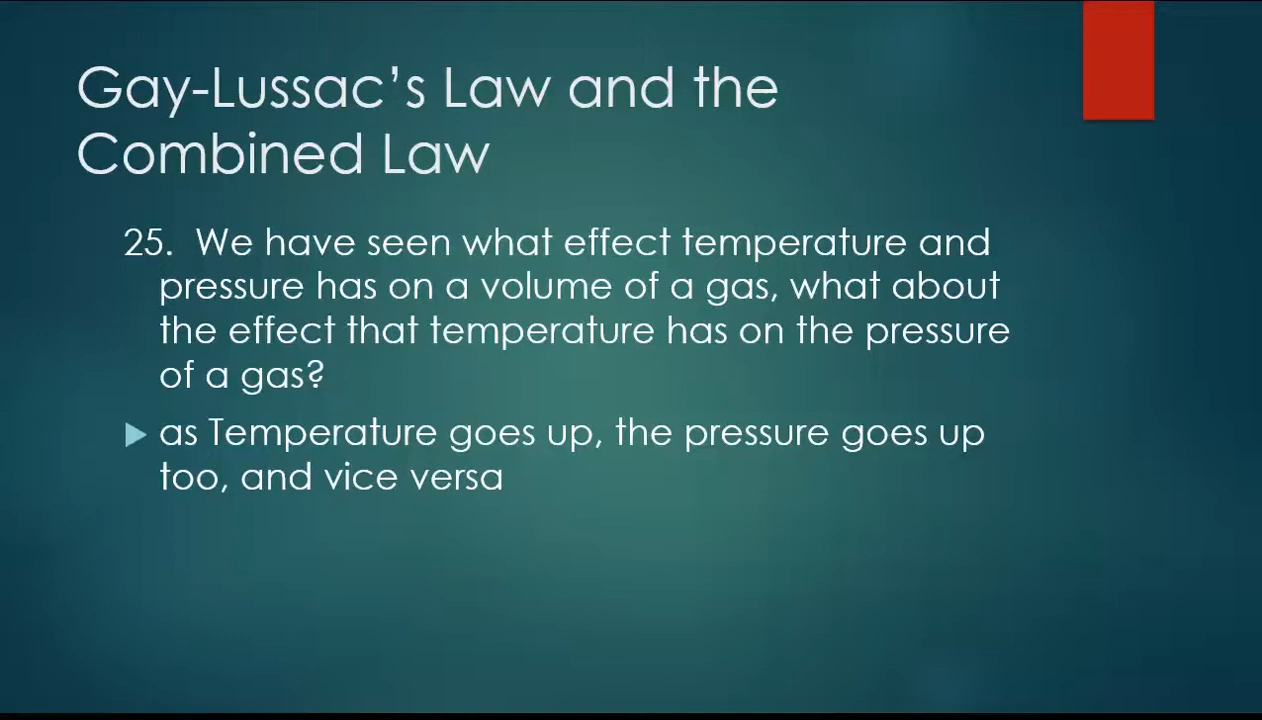 Gay-Lussac’s Law and the
Combined Law
25. We have seen what effect temperature and
pressure has on a volume of a gas, what about
the effect that temperature has on the pressure
of a gas?
as Temperature goes up, the pressure goes up
too, and vice versa